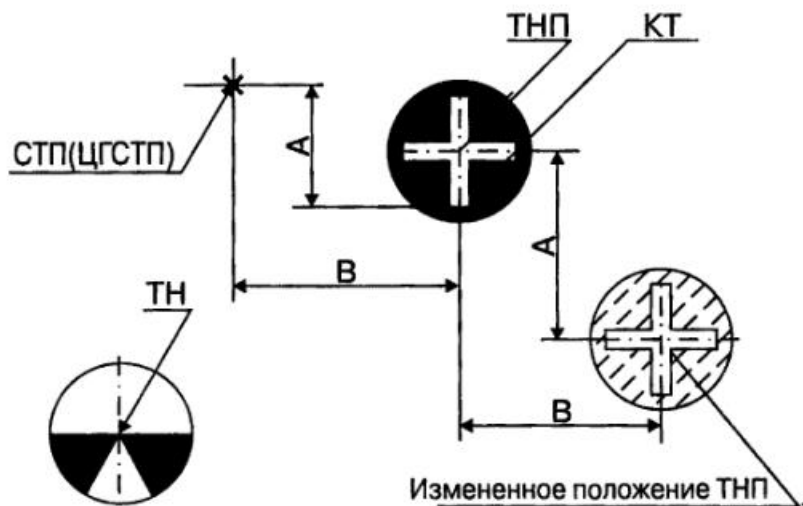 ТНП
КТ
СТП(ЦГСТП)
А
А
В
ТН
В
Измененное положение ТНП